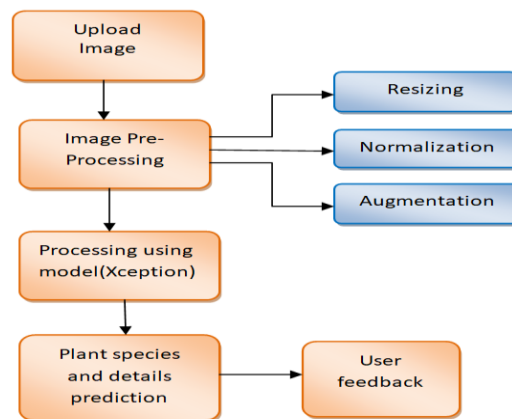 Upload
Image
Image Pre-
Processing
Resizing
Normalization
Augmentation
Processing using
model(Xception)
Plant species
and details
prediction
User
feedback